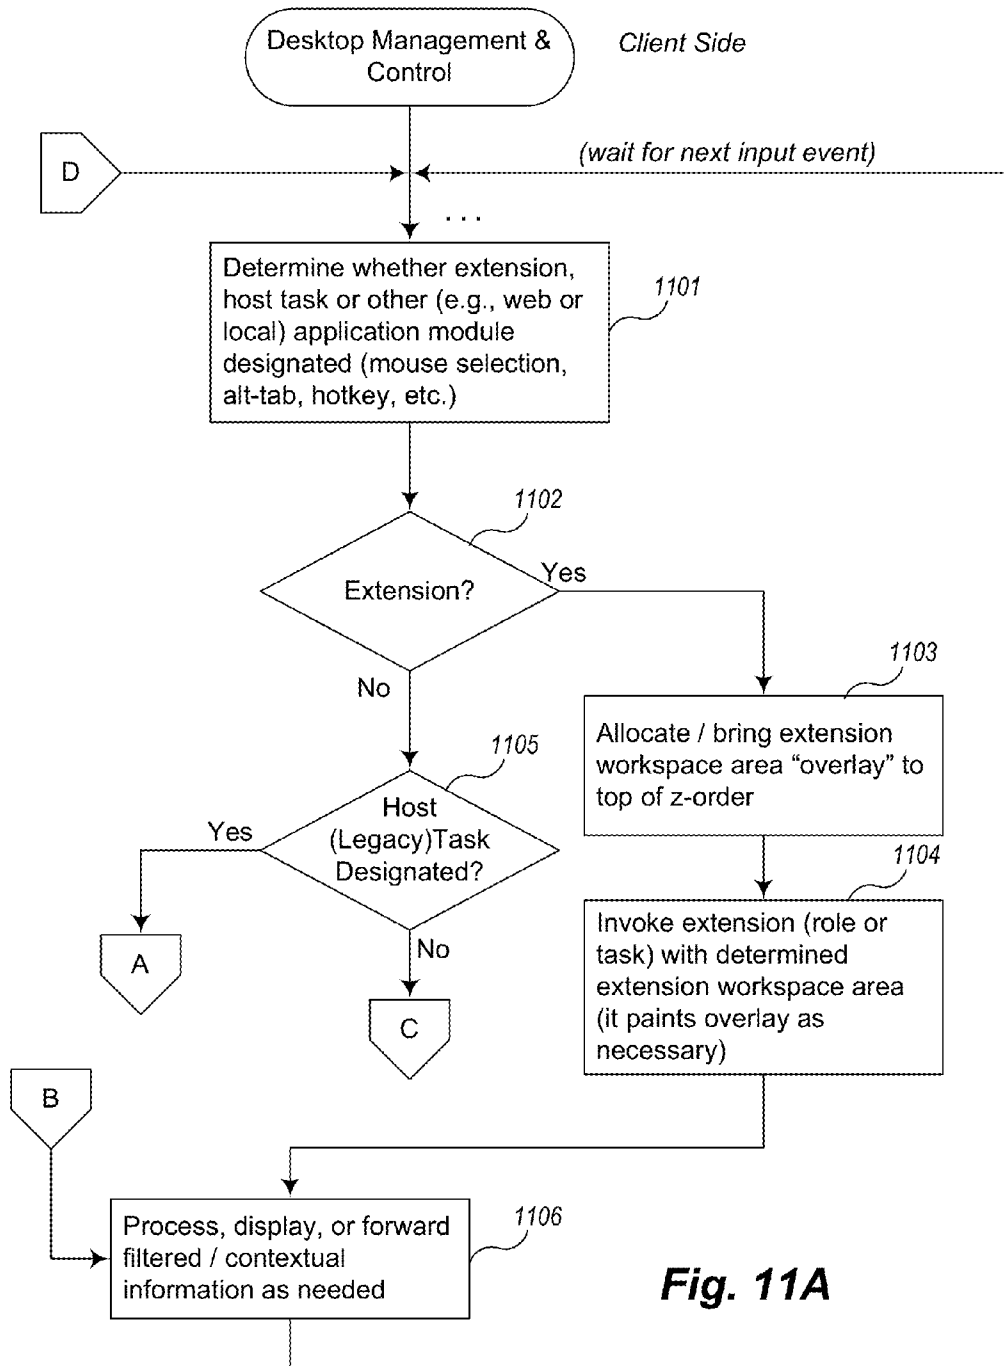 Desktop Management &
Control
Client Side
D
(wait for next input event)
...
Determine whether extension,
host task or other (e.g., web or
local) application module
designated (mouse selection,
alt-tab, hotkey, etc.)
1101
1102
Extension?
Yes
No
1103
Allocate / bring extension
workspace area “overlay” to
top of z-order
1105
Host
(Legacy)Task
Designated?
Yes
No
A
C
1104
Invoke extension (role or
task) with determined
extension workspace area
(it paints overlay as
necessary)
B
Process, display, or forward
filtered / contextual
information as needed
1106
Fig. 11A